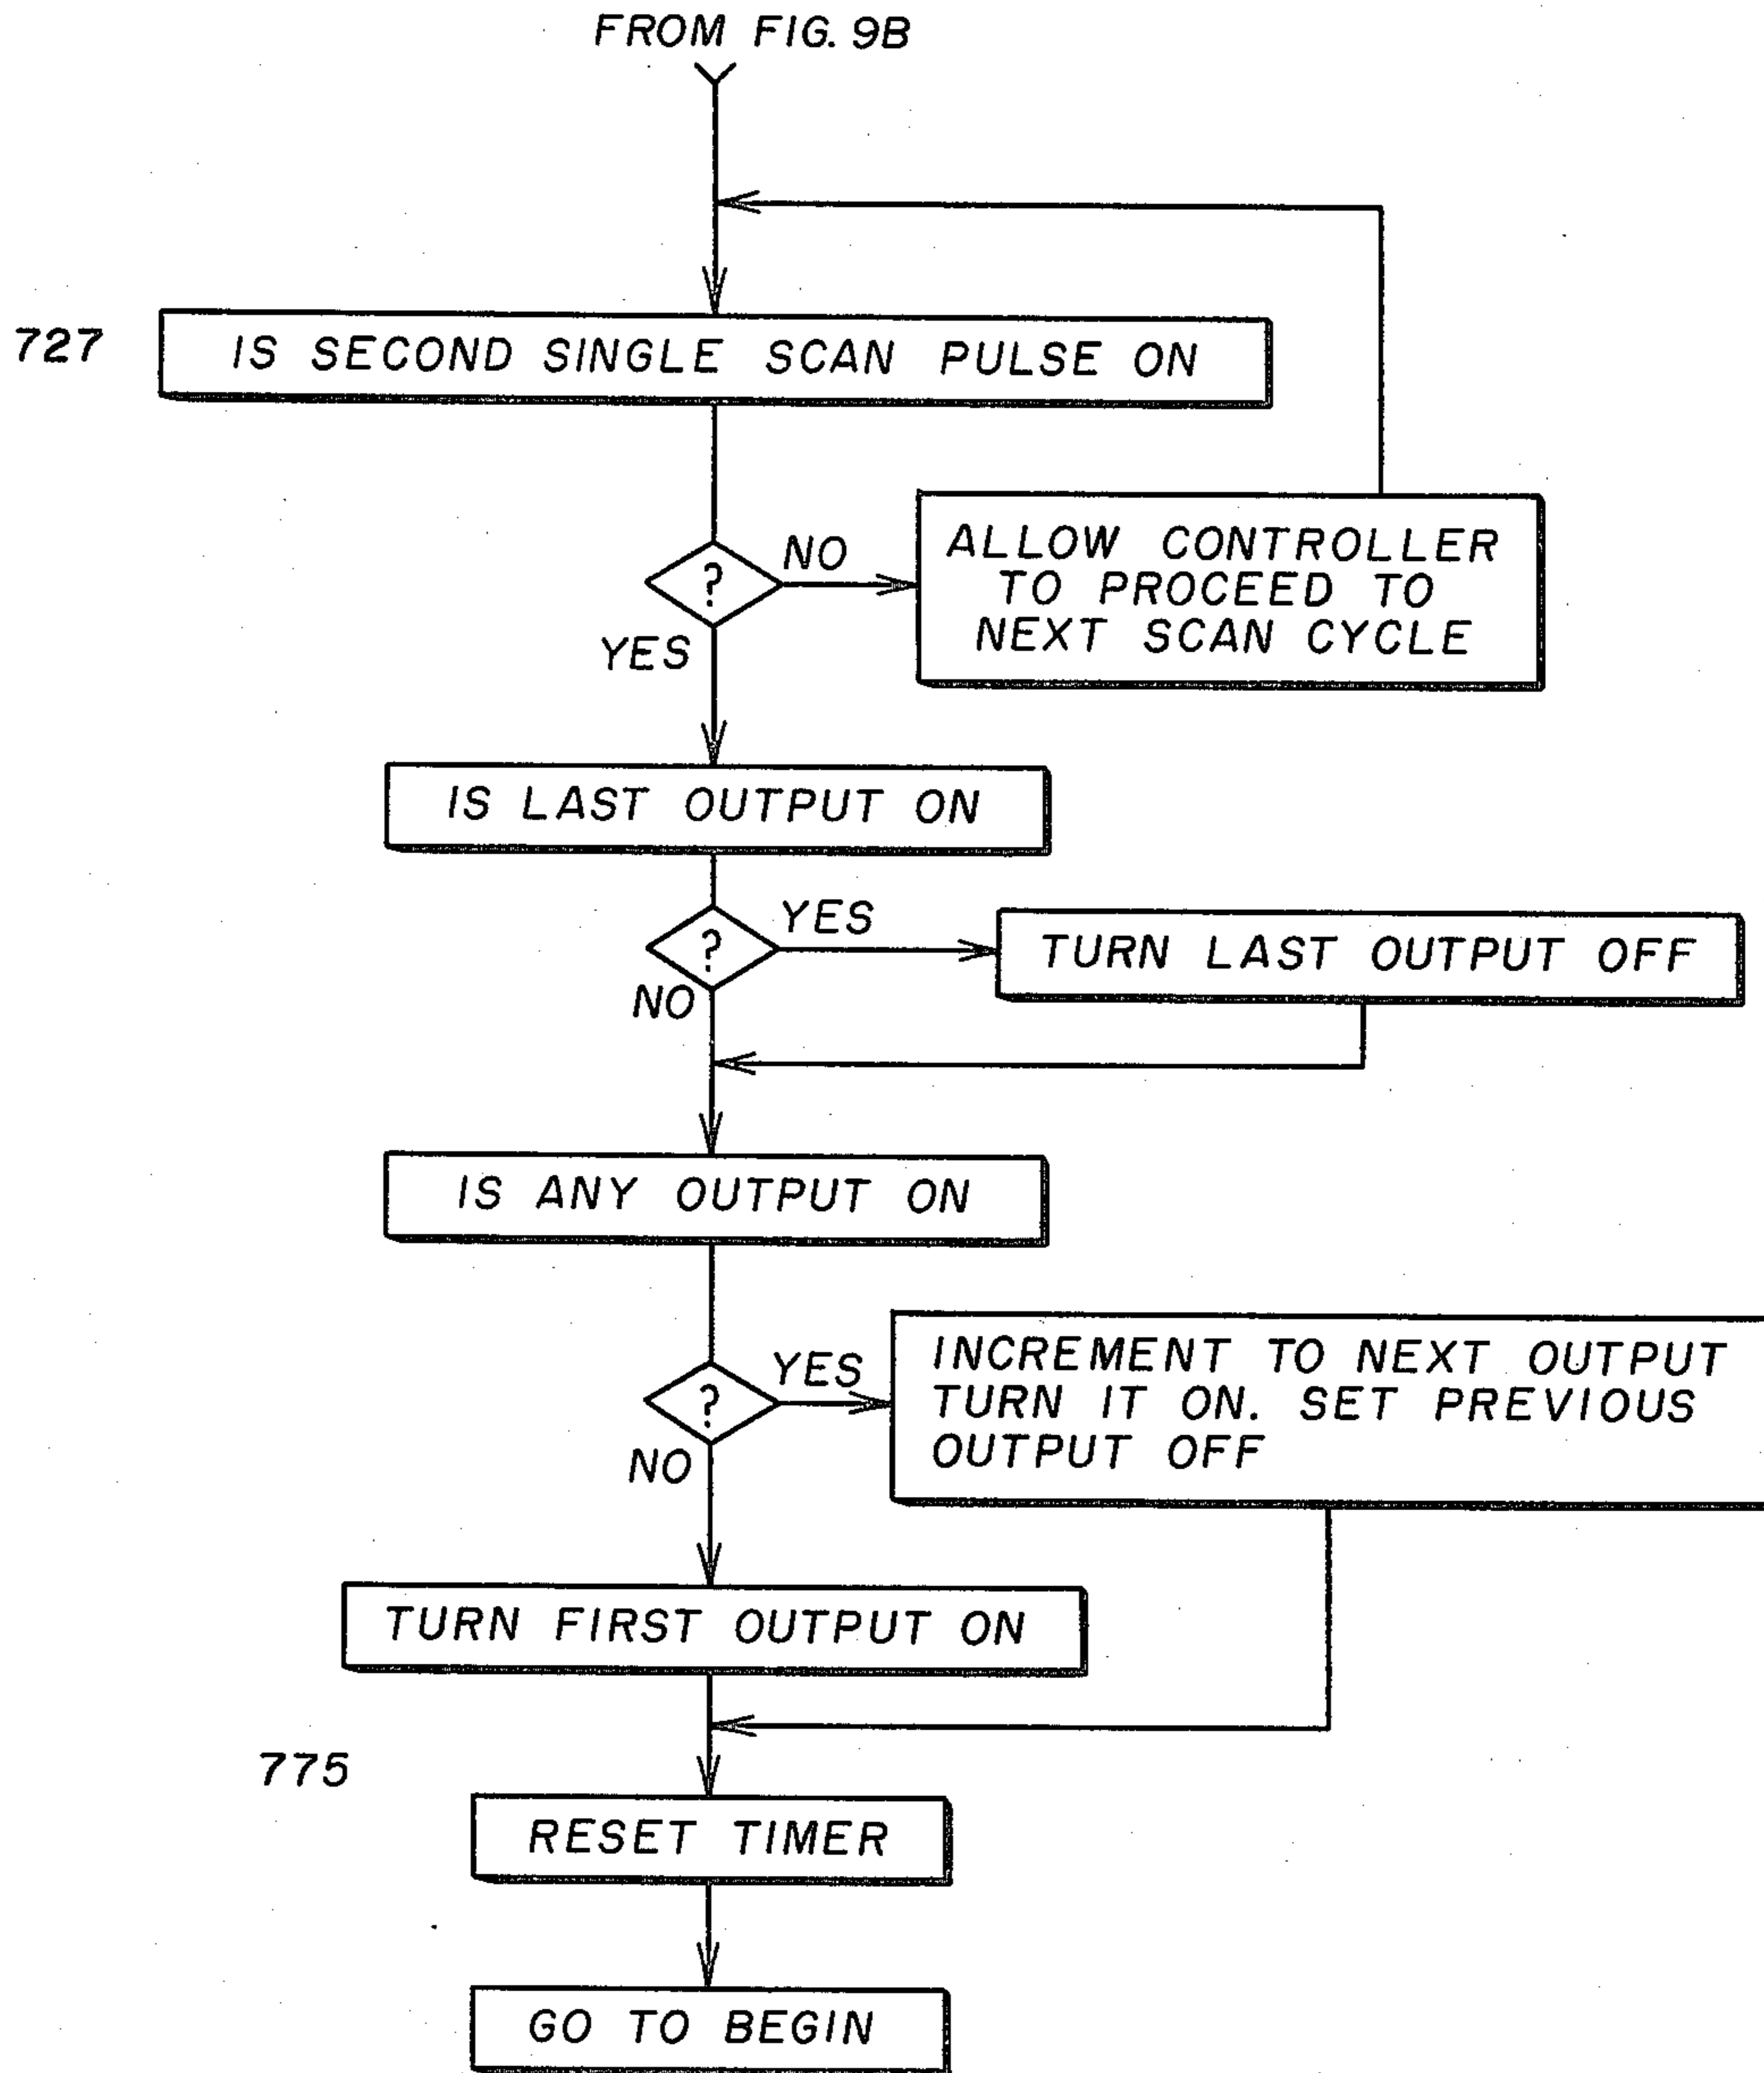 FROM FIG. 9B
727
IS SECOND SINGLE SCAN PULSE ON
?
NO
YES
ALLOW CONTROLLER
TO PROCEED TO
NEXT SCAN CYCLE
IS LAST OUTPUT ON
?
YES
NO
TURN LAST OUTPUT OFF
IS ANY OUTPUT ON
?
YES
NO
INCREMENT TO NEXT OUTPUT
TURN IT ON. SET PREVIOUS
OUTPUT OFF
TURN FIRST OUTPUT ON
775
RESET TIMER
GO TO BEGIN